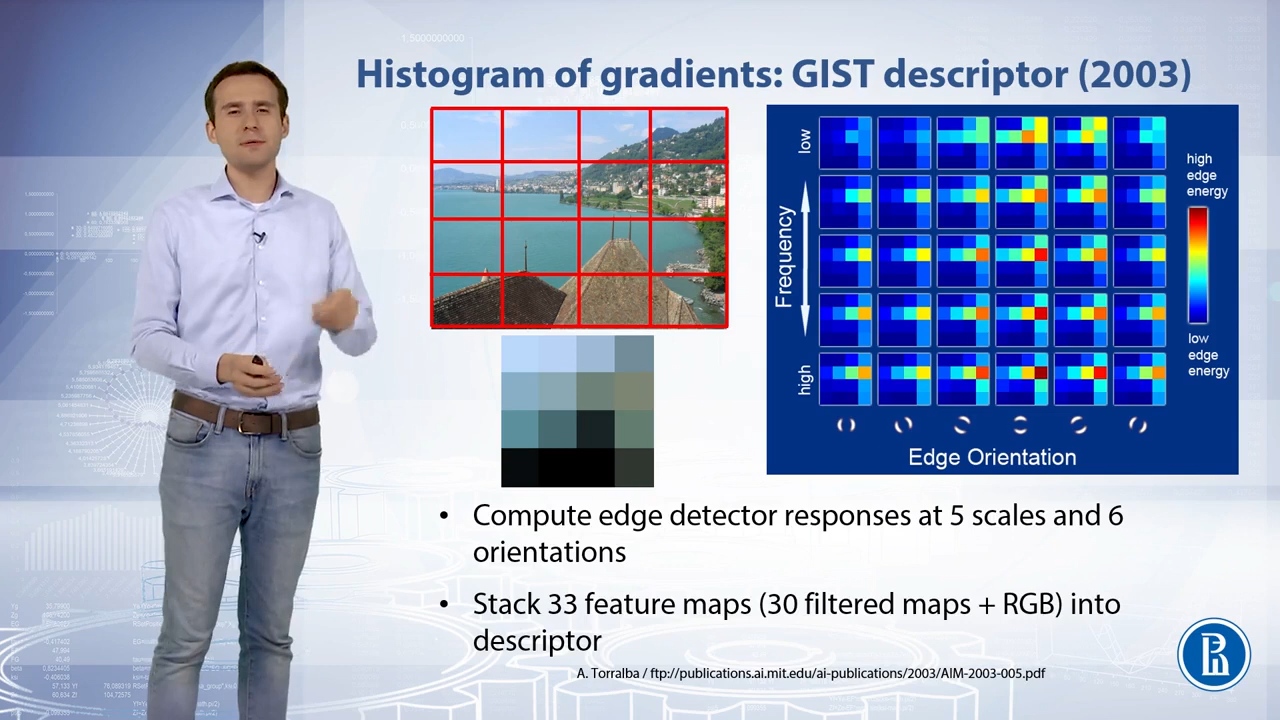 Histogram of gradients: GIST descriptor (2003)
low
Frequency
high
Edge Orientation
high
edge
energy
low
edge
energy
• Compute edge detector responses at 5 scales and 6
orientations
• Stack 33 feature maps (30 filtered maps + RGB) into
descriptor
A. Torralba / ftp://publications.ai.mit.edu/ai-publications/2003/AIM-2003-005.pdf